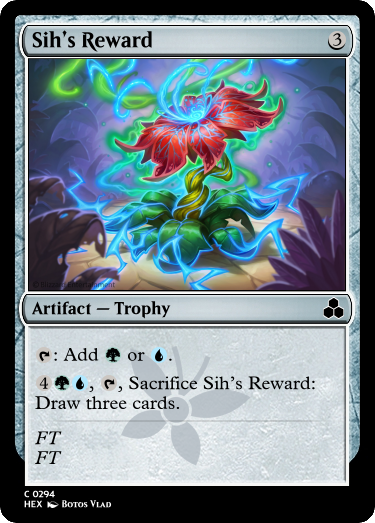 Sih's Reward 3
Artifact — Trophy
: Add or .
4 , , Sacrifice Sih's Reward:
Draw three cards.
FT
FT
C 0294
HEX Botos Vlad